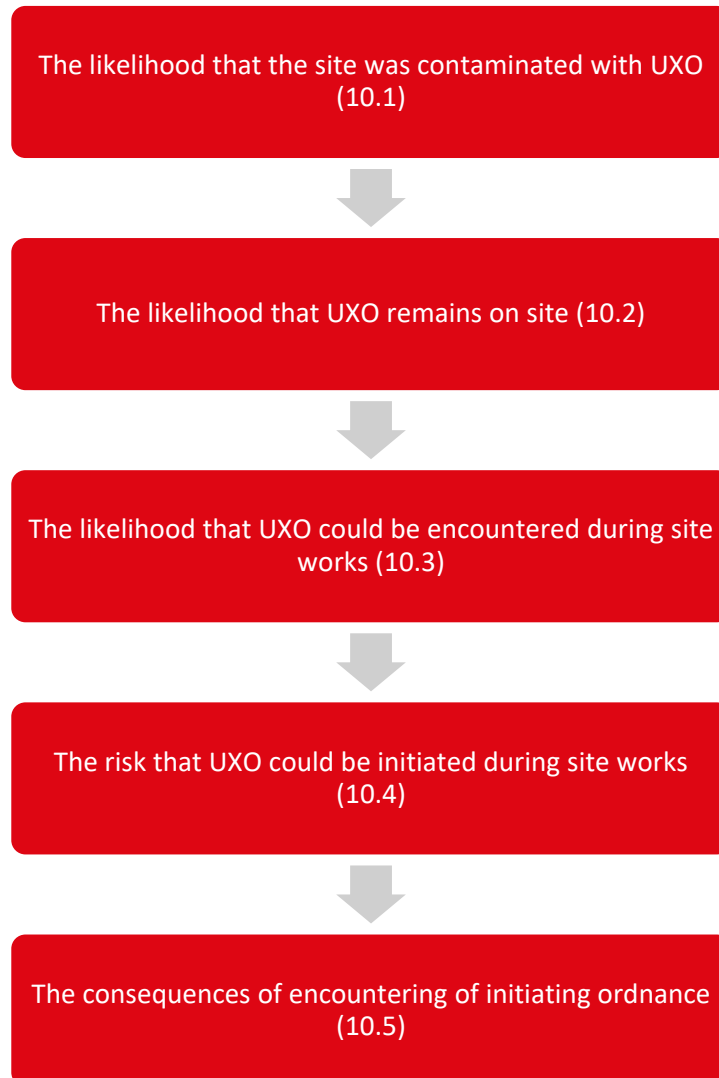 The likelihood that the site was contaminated with UXO
(10.1)
The likelihood that UXO remains on site (10.2)
The likelihood that UXO could be encountered during site
works (10.3)
The risk that UXO could be initiated during site works
(10.4)
The consequences of encountering of initiating ordnance
(10.5)